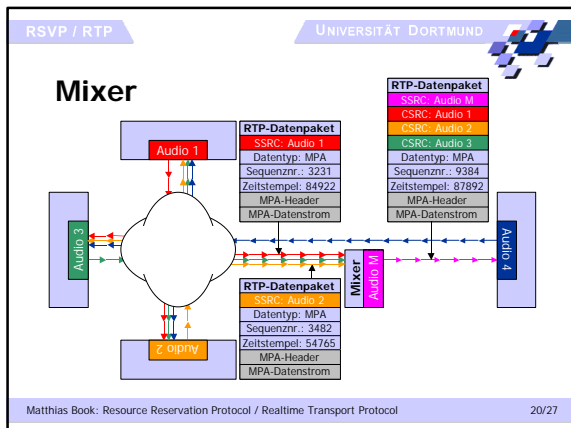 RSVP / RTP
UNIVERSITÄT DORTMUND
Mixer
RTP-Datenpaket
SSRC: Audio 1
Datentyp: MPA
Sequenznr.: 3231
Zeitstempel: 84922
MPA-Header
MPA-Datenstrom
RTP-Datenpaket
SSRC: Audio M
CSRC: Audio 1
CSRC: Audio 2
CSRC: Audio 3
Datentyp: MPA
Sequenznr.: 9384
Zeitstempel: 87892
MPA-Header
MPA-Datenstrom
Audio 1
Audio 3
Mixer
Audio M
Audio 4
Audio 2
RTP-Datenpaket
SSRC: Audio 2
Datentyp: MPA
Sequenznr.: 3482
Zeitstempel: 54765
MPA-Header
MPA-Datenstrom
Matthias Book: Resource Reservation Protocol / Realtime Transport Protocol
20/27